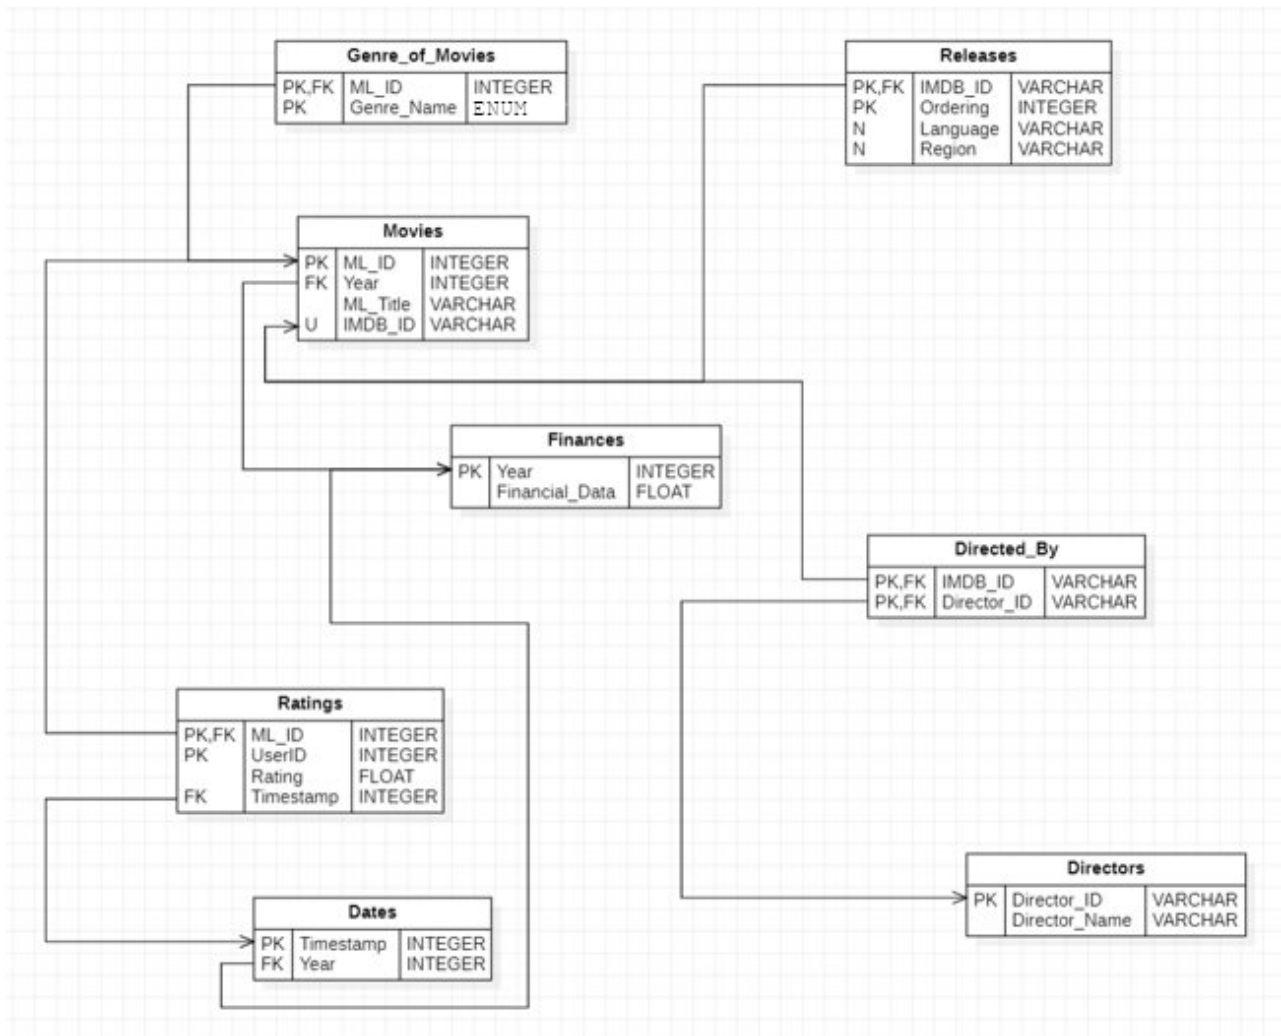 Genre_of_Movies
PK,FK ML_ID INTEGER
PK Genre_Name ENUM
Releases
PK,FK IMDB_ID VARCHAR
PK Ordering INTEGER
N Language VARCHAR
N Region VARCHAR
Movies
PK ML_ID INTEGER
FK Year INTEGER
ML_Title VARCHAR
U IMDB_ID VARCHAR
Finances
PK Year INTEGER
Financial_Data FLOAT
Directed_By
PK,FK IMDB_ID VARCHAR
PK,FK Director_ID VARCHAR
Ratings
PK,FK ML_ID INTEGER
PK UserID INTEGER
Rating FLOAT
FK Timestamp INTEGER
Directors
PK Director_ID VARCHAR
Director_Name VARCHAR
Dates
PK Timestamp INTEGER
FK Year INTEGER